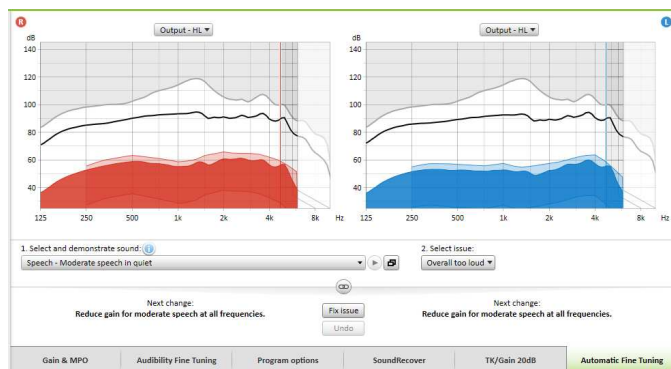 R
Output - HL
Output - HL
L
dB
dB
140
120
100
80
60
40
140
120
100
80
60
40
125 250 500 1k 2k 4k 8k Hz
125 250 500 1k 2k 4k 8k Hz
1. Select and demonstrate sound:
2. Select issue:
Speech - Moderate speech in quiet
Overall too loud
Next change:
Reduce gain for moderate speech at all frequencies.
Fix issue
Undo
Next change:
Reduce gain for moderate speech at all frequencies.
Gain & MPO
Audibility Fine Tuning
Program options
SoundRecover
TK/Gain 20dB
Automatic Fine Tuning